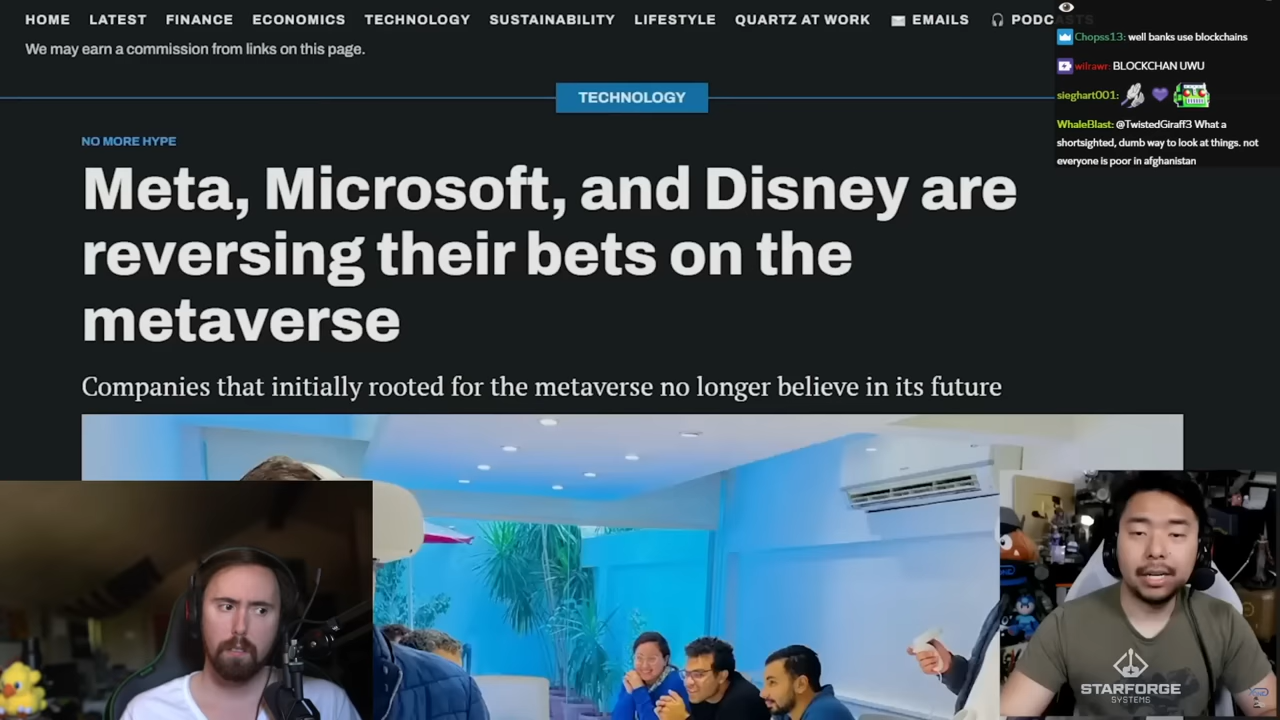 HOME LATEST FINANCE ECONOMICS TECHNOLOGY SUSTAINABILITY LIFESTYLE QUARTZ AT WORK EMAILS PODCASTS
We may earn a commission from links on this page.
Chopss13: well banks use blockchains
wilrawr: BLOCKCHAN UWU
sieghart001:
WhaleBlast: @TwistedGiraff3 What a
shortsighted, dumb way to look at things. not
everyone is poor in afghanistan
TECHNOLOGY
NO MORE HYPE
Meta, Microsoft, and Disney are
reversing their bets on the
metaverse
Companies that initially rooted for the metaverse no longer believe in its future
STARFORGE
SYSTEMS